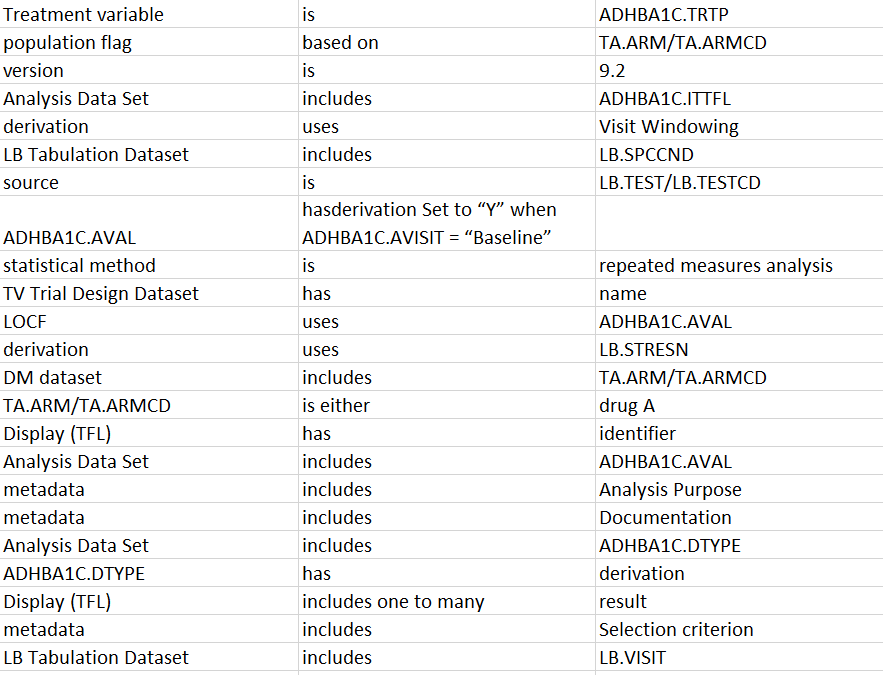 Treatment variable is ADHBA1C.TRTP
population flag based on TA.ARM/TA.ARMCD
version is 9.2
Analysis Data Set includes ADHBA1C.ITTFL
derivation uses Visit Windowing
LB Tabulation Dataset includes LB.SPCCND
source is LB.TEST/LB.TESTCD
hasderivation Set to “Y” when
ADHBA1C.AVAL ADHBA1C.AVISIT = “Baseline”
statistical method is repeated measures analysis
TV Trial Design Dataset has name
LOCF uses ADHBA1C.AVAL
derivation uses LB.STRESN
DM dataset includes TA.ARM/TA.ARMCD
TA.ARM/TA.ARMCD is either drug A
Display (TFL) has identifier
Analysis Data Set includes ADHBA1C.AVAL
metadata includes Analysis Purpose
metadata includes Documentation
Analysis Data Set includes ADHBA1C.DTYPE
ADHBA1C.DTYPE has derivation
Display (TFL) includes one to many result
metadata includes Selection criterion
LB Tabulation Dataset includes LB.VISIT